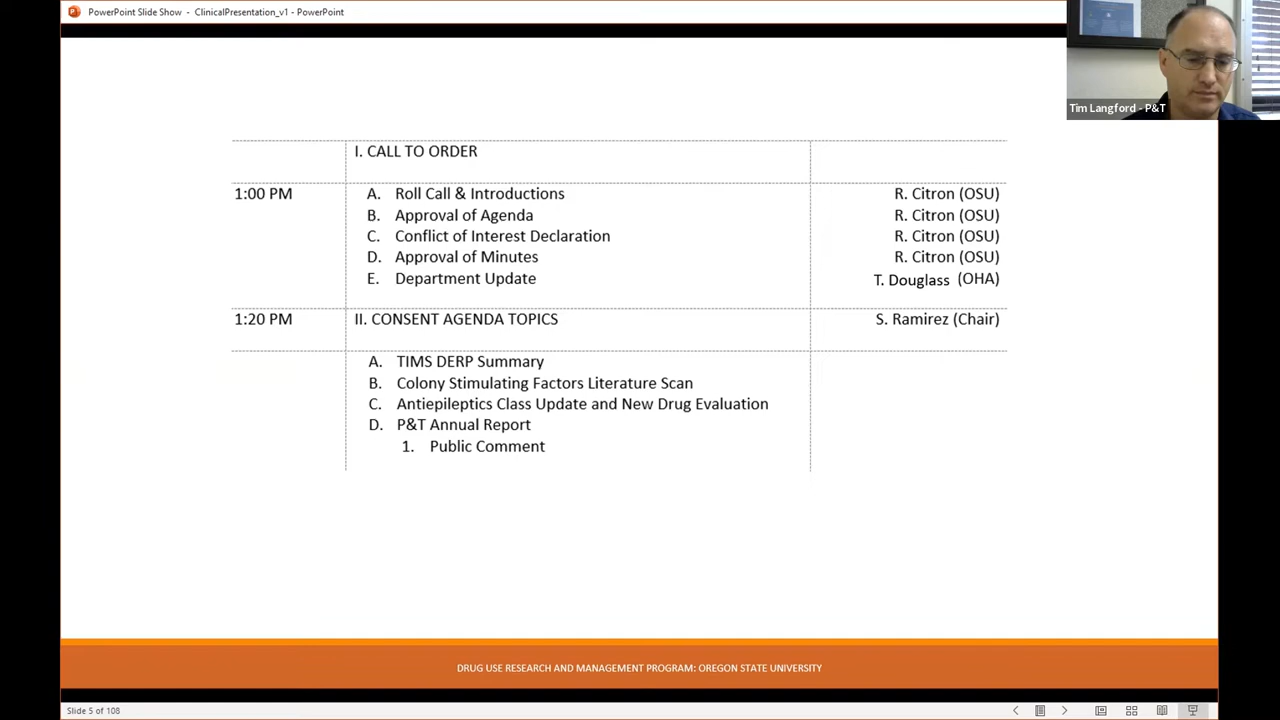 PowerPoint Slide Show - ClinicalPresentation_v1 - PowerPoint
Tim Langford - P&T
I. CALL TO ORDER
1:00 PM A. Roll Call & Introductions R. Citron (OSU)
B. Approval of Agenda R. Citron (OSU)
C. Conflict of Interest Declaration R. Citron (OSU)
D. Approval of Minutes R. Citron (OSU)
E. Department Update T. Douglass (OHA)
1:20 PM II. CONSENT AGENDA TOPICS S. Ramirez (Chair)
A. TIMS DERP Summary
B. Colony Stimulating Factors Literature Scan
C. Antiepileptics Class Update and New Drug Evaluation
D. P&T Annual Report
1. Public Comment
DRUG USE RESEARCH AND MANAGEMENT PROGRAM: OREGON STATE UNIVERSITY
Slide 5 of 108